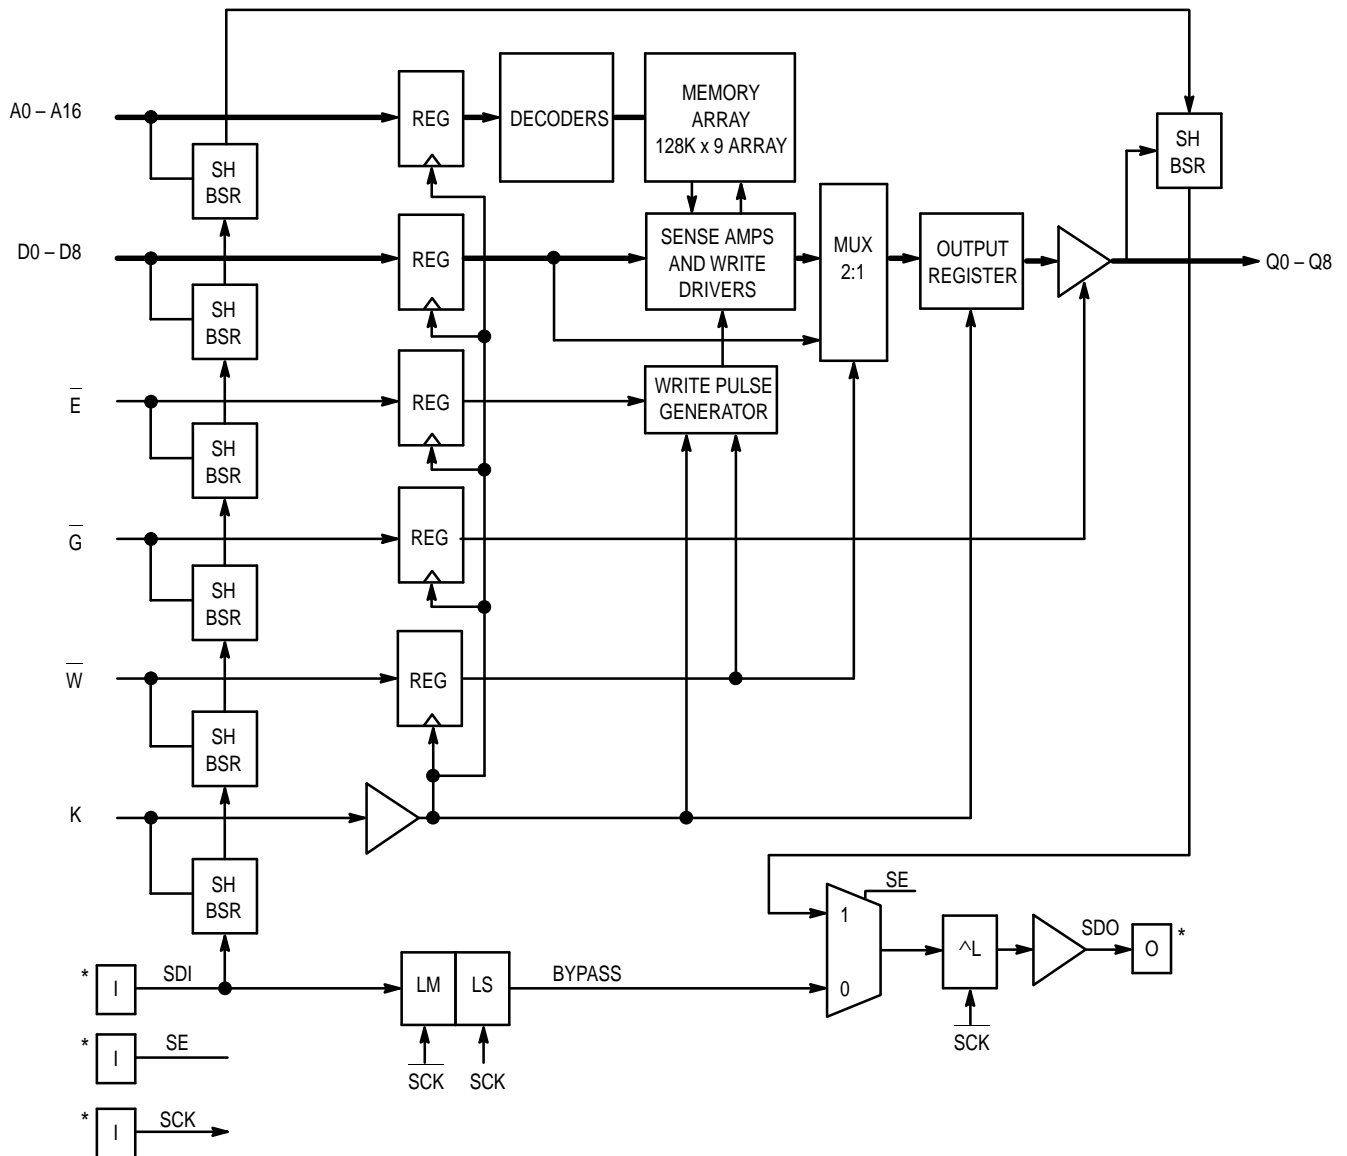 A0 – A16
REG
DECODERS
MEMORY
ARRAY
128K x 9 ARRAY
SH
BSR
SH
BSR
D0 – D8
REG
SENSE AMPS
AND WRITE
DRIVERS
MUX
2:1
OUTPUT
REGISTER
Q0 – Q8
SH
BSR
E̅
REG
WRITE PULSE
GENERATOR
SH
BSR
G̅
REG
SH
BSR
W̅
REG
SH
BSR
K
SH
BSR
SE
1
0
^L
S̅C̅K̅
SDO
O
*
*
I
SDI
LM
LS
BYPASS
S̅C̅K̅
SCK
*
I
SE
*
I
SCK